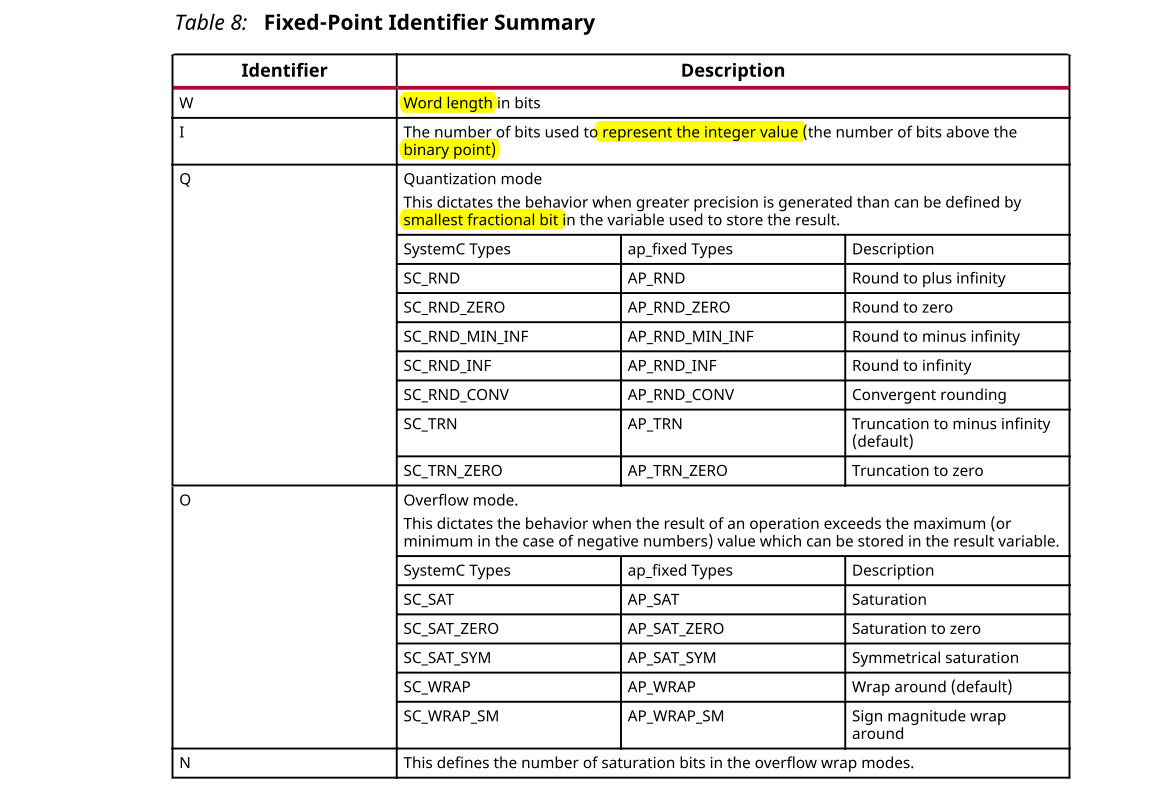 Table 8: Fixed-Point Identifier Summary
Identifier Description
W Word length in bits
I The number of bits used to represent the integer value (the number of bits above the
binary point)
Q Quantization mode
This dictates the behavior when greater precision is generated than can be defined by
smallest fractional bit in the variable used to store the result.
SystemC Types ap_fixed Types Description
SC_RND AP_RND Round to plus infinity
SC_RND_ZERO AP_RND_ZERO Round to zero
SC_RND_MIN_INF AP_RND_MIN_INF Round to minus infinity
SC_RND_INF AP_RND_INF Round to infinity
SC_RND_CONV AP_RND_CONV Convergent rounding
SC_TRN AP_TRN Truncation to minus infinity
(default)
SC_TRN_ZERO AP_TRN_ZERO Truncation to zero
O Overflow mode.
This dictates the behavior when the result of an operation exceeds the maximum (or
minimum in the case of negative numbers) value which can be stored in the result variable.
SystemC Types ap_fixed Types Description
SC_SAT AP_SAT Saturation
SC_SAT_ZERO AP_SAT_ZERO Saturation to zero
SC_SAT_SYM AP_SAT_SYM Symmetrical saturation
SC_WRAP AP_WRAP Wrap around (default)
SC_WRAP_SM AP_WRAP_SM Sign magnitude wrap
around
N This defines the number of saturation bits in the overflow wrap modes.